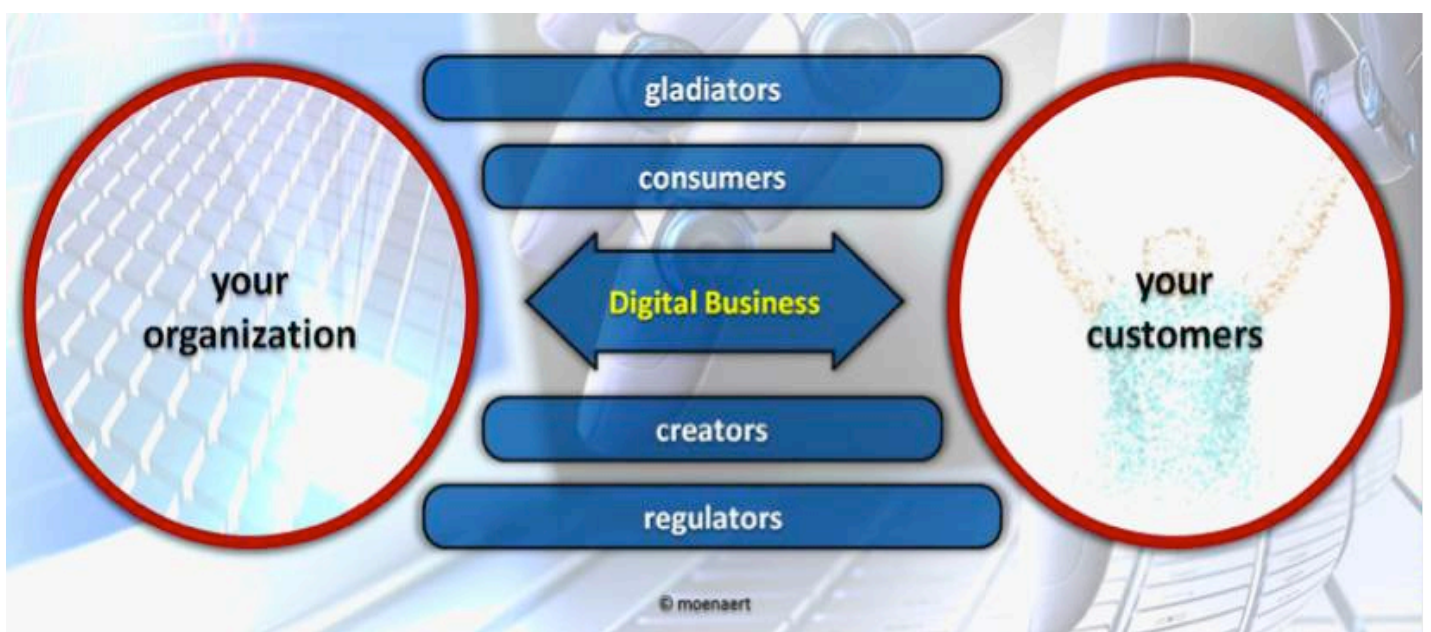 gladiators
consumers
your
organization
Digital Business
your
customers
creators
regulators
© moenaert